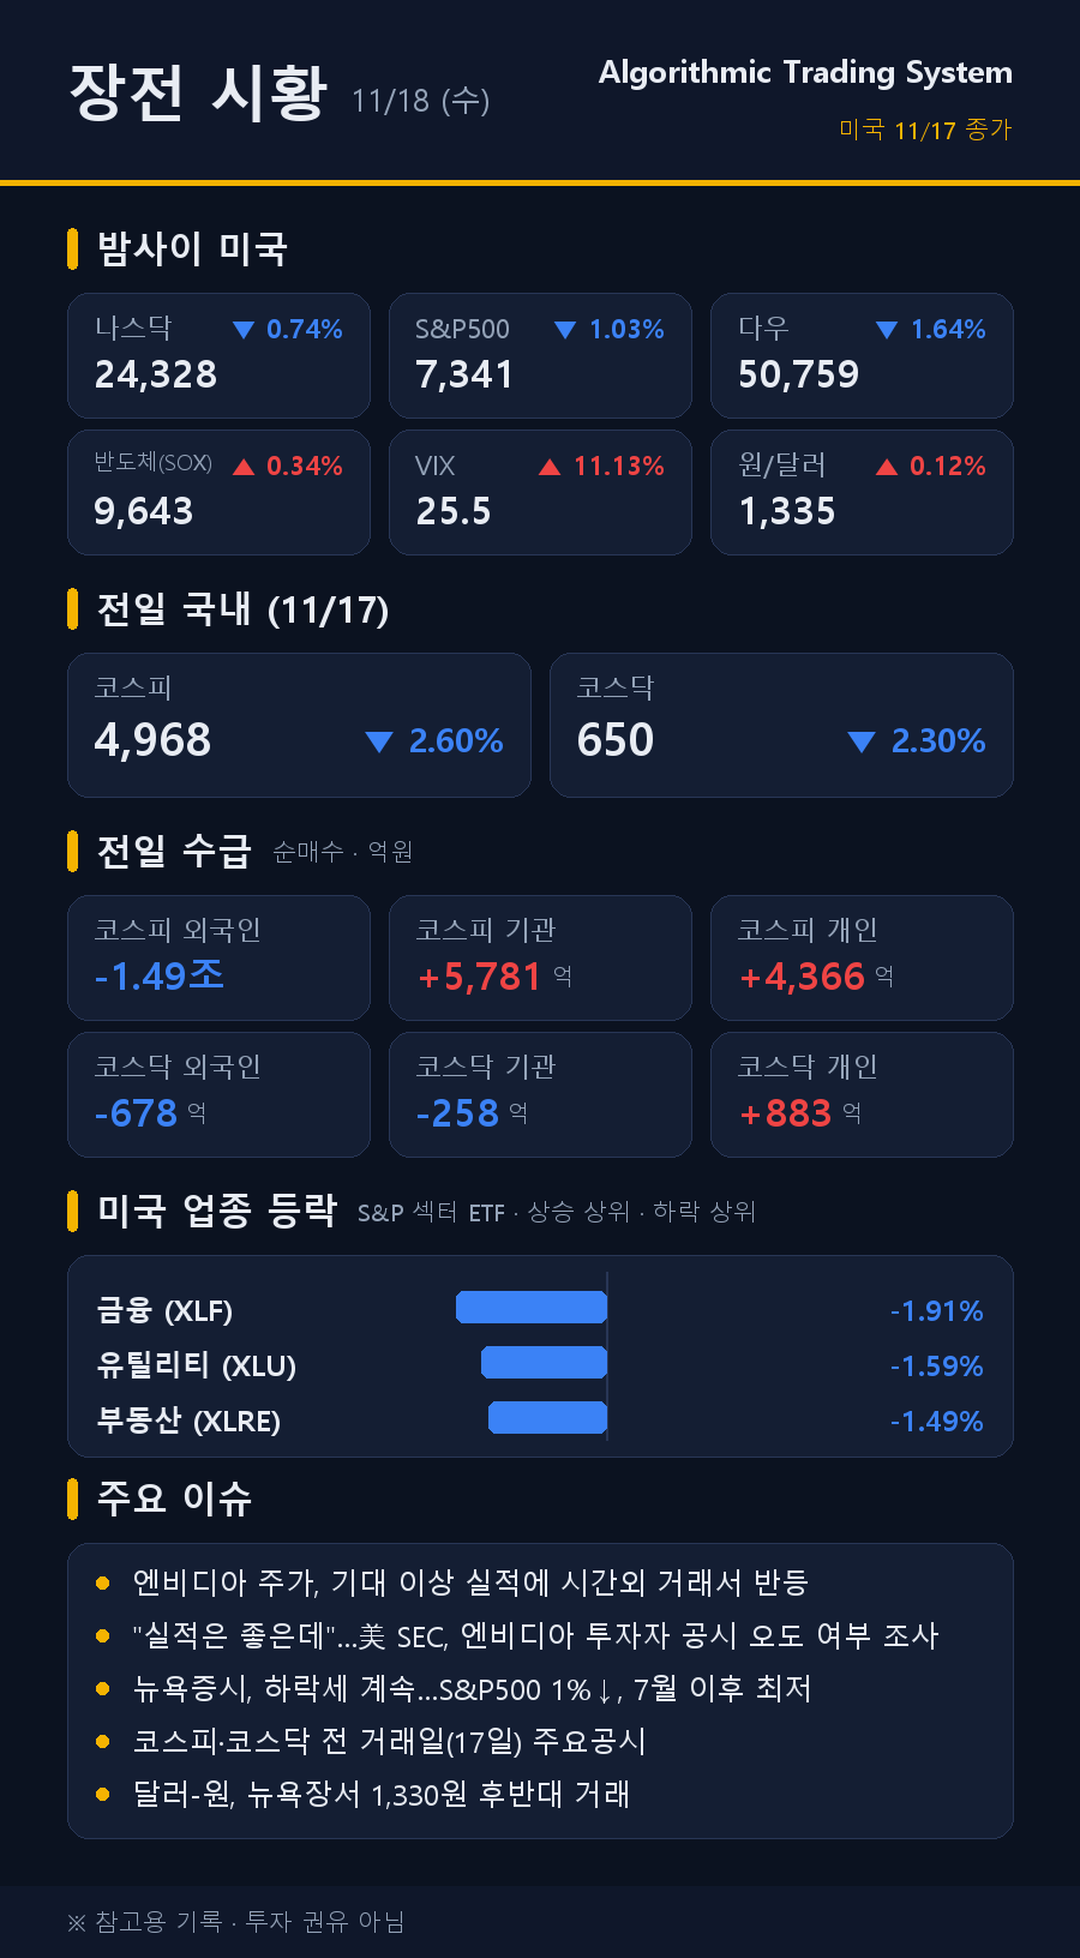 장전 시황 11/18 (수)
Algorithmic Trading System
미국 11/17 종가
밤사이 미국
나스닥 ▼ 0.74%
24,328
S&P500 ▼ 1.03%
7,341
다우 ▼ 1.64%
50,759
반도체(SOX) ▲ 0.34%
9,643
VIX ▲ 11.13%
25.5
원/달러 ▲ 0.12%
1,335
전일 국내 (11/17)
코스피
4,968 ▼ 2.60%
코스닥
650 ▼ 2.30%
전일 수급 순매수 · 억원
코스피 외국인
-1.49조
코스피 기관
+5,781 억
코스피 개인
+4,366 억
코스닥 외국인
-678 억
코스닥 기관
-258 억
코스닥 개인
+883 억
미국 업종 등락 S&P 섹터 ETF · 상승 상위 · 하락 상위
금융 (XLF) -1.91%
유틸리티 (XLU) -1.59%
부동산 (XLRE) -1.49%
주요 이슈
● 엔비디아 주가, 기대 이상 실적에 시간외 거래서 반등
● "실적은 좋은데"...美 SEC, 엔비디아 투자자 공시 오도 여부 조사
● 뉴욕증시, 하락세 계속...S&P500 1%↓, 7월 이후 최저
● 코스피·코스닥 전 거래일(17일) 주요공시
● 달러-원, 뉴욕장서 1,330원 후반대 거래
※ 참고용 기록 · 투자 권유 아님